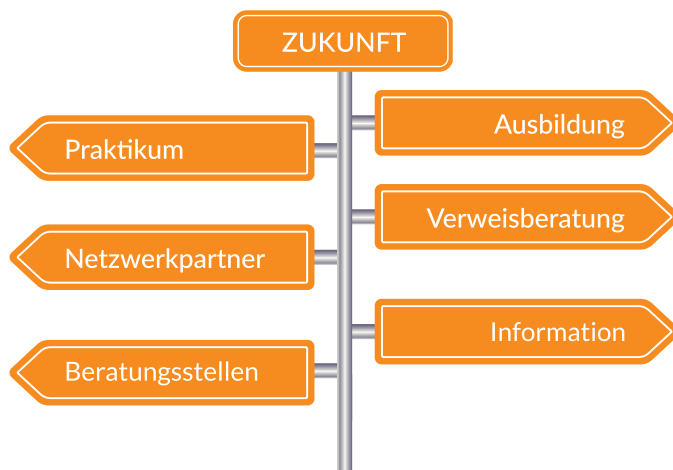 ZUKUNFT
Ausbildung
Praktikum
Verweisberatung
Netzwerkpartner
Information
Beratungsstellen